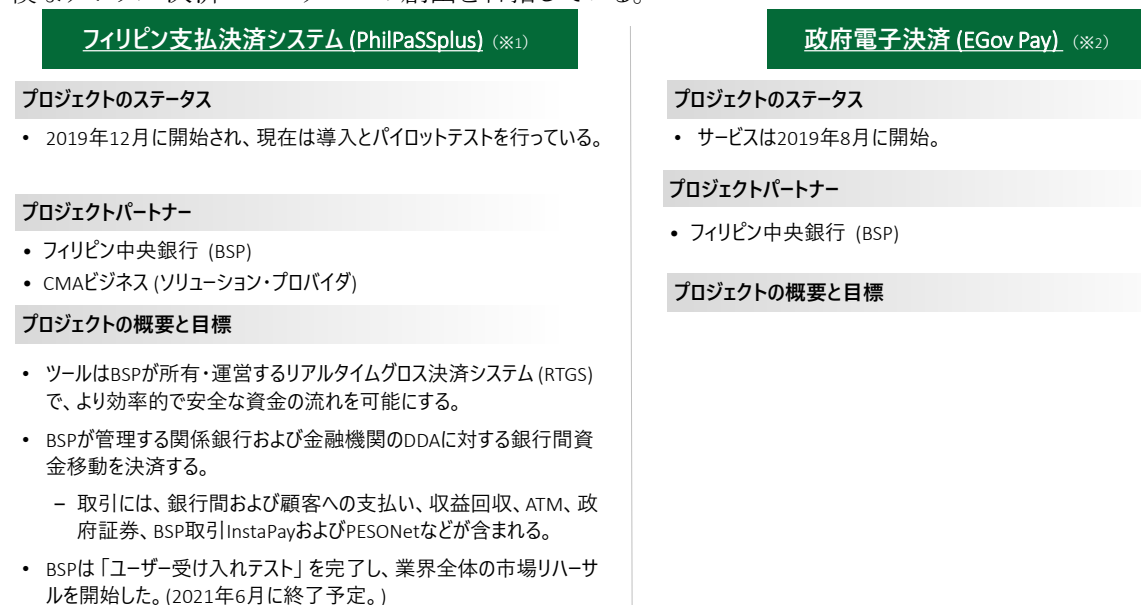 フィリピン支払決済システム (PhilPaSSplus) (※1)
プロジェクトのステータス
• 2019年12月に開始され、現在は導入とパイロットテストを行っている。
プロジェクトパートナー
• フィリピン中央銀行 (BSP)
• CMAビジネス (ソリューション・プロバイダ)
プロジェクトの概要と目標
• ツールはBSPが所有・運営するリアルタイムグロス決済システム (RTGS)
で、より効率的で安全な資金の流れを可能にする。
• BSPが管理する関係銀行および金融機関のDDAに対する銀行間資
金移動を決済する。
– 取引には、銀行間および顧客への支払い、収益回収、ATM、政
府証券、BSP取引InstaPayおよびPESONetなどが含まれる。
• BSPは「ユーザー受け入れテスト」を完了し、業界全体の市場リハーサ
ルを開始した。(2021年6月に終了予定。)
政府電子決済 (EGov Pay) (※2)
プロジェクトのステータス
• サービスは2019年8月に開始。
プロジェクトパートナー
• フィリピン中央銀行 (BSP)
プロジェクトの概要と目標